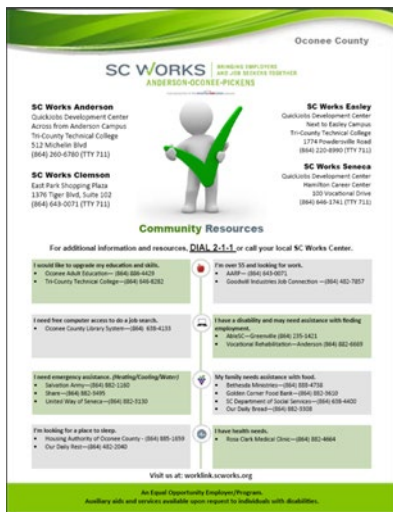 Oconee County
SC WORKS
BRINGING EMPLOYERS
AND JOB SEEKERS TOGETHER
ANDERSON-OCONEE-PICKENS
SC Works Anderson
QuickJobs Development Center
Across from Anderson Campus
Tri-County Technical College
512 Michelin Blvd
(864) 260-6780 (TTY 711)
SC Works Clemson
East Park Shopping Plaza
1376 Tiger Blvd, Suite 102
(864) 643-0071 (TTY 711)
SC Works Easley
QuickJobs Development Center
Next to Easley Campus
Tri-County Technical College
1774 Powdersville Road
(864) 220-8990 (TTY 711)
SC Works Seneca
QuickJobs Development Center
Hamilton Career Center
100 Vocational Drive
(864) 646-1741 (TTY 711)
Community Resources
For additional information and resources, DIAL 2-1-1 or call your local SC Works Center.
I would like to upgrade my education and skills.
• Oconee Adult Education— (864) 886-4429
• Tri-County Technical College—(864) 646-8282
I'm over 55 and looking for work.
• AARP— (864) 643-0071
• Goodwill Industries Job Connection — (864) 482-7857
I need free computer access to do a job search.
• Oconee County Library System—(864) 638-4133
I have a disability and may need assistance with finding
employment.
• AbleSC—Greenville (864) 235-1421
• Vocational Rehabilitation—Anderson (864) 882-6669
I need emergency assistance. (Heating/Cooling/Water)
• Salvation Army—(864) 882-1160
• Share—(864) 882-3495
• United Way of Seneca—(864) 882-3130
My family needs assistance with food.
• Bethesda Ministries—(864) 888-4738
• Golden Corner Food Bank—(864) 882-3610
• SC Department of Social Services—(864) 638-4400
• Our Daily Bread—(864) 882-3308
I'm looking for a place to sleep.
• Housing Authority of Oconee County - (864) 885-1659
• Our Daily Rest—(864) 482-2040
I have health needs.
• Rosa Clark Medical Clinic—(864) 882-4664
Visit us at: worklink.scworks.org
An Equal Opportunity Employer/Program.
Auxiliary aids and services available upon request to individuals with disabilities.